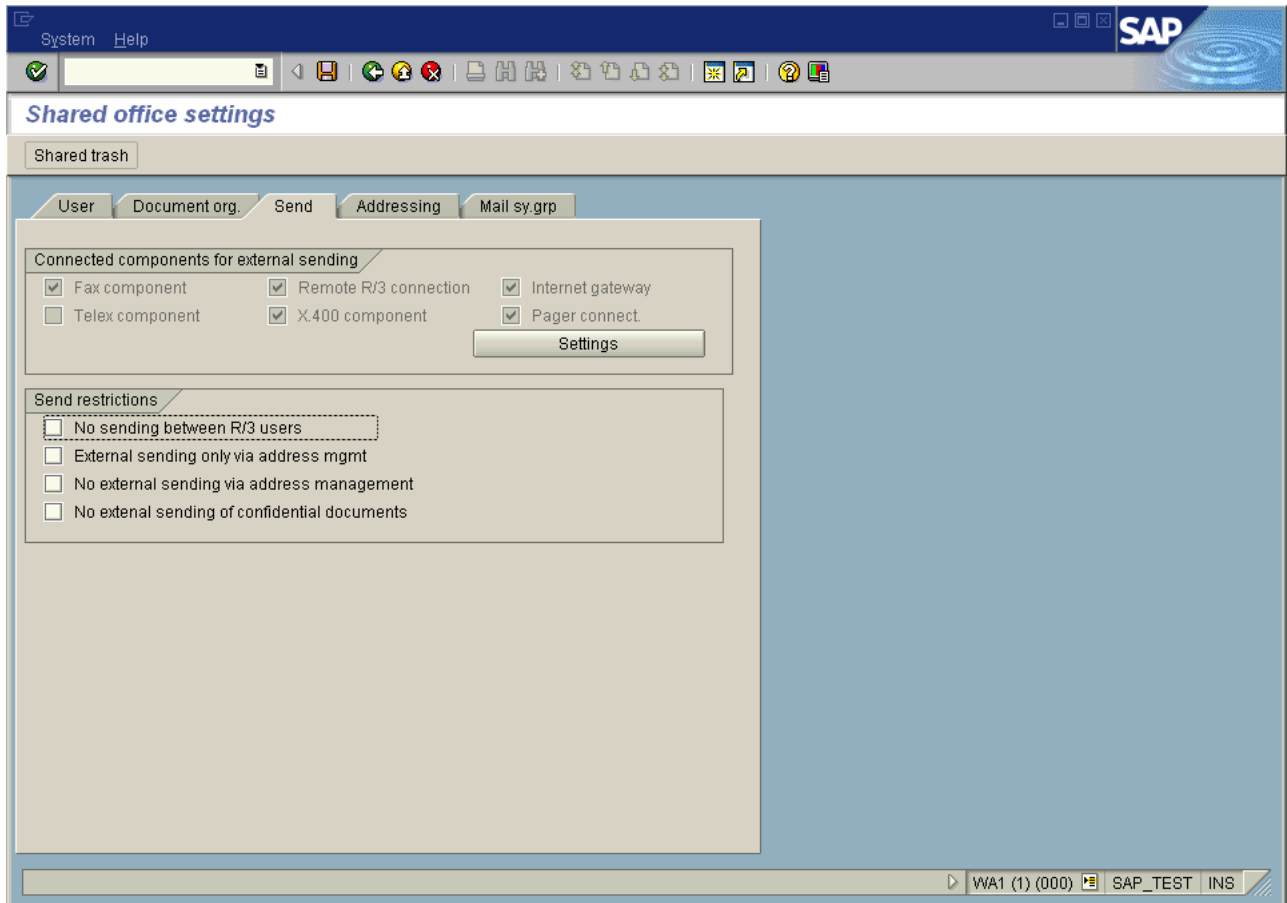 System Help
SAP
Shared office settings
Shared trash
User Document org. Send Addressing Mail sy.grp
Connected components for external sending
Fax component Remote R/3 connection Internet gateway
Telex component X.400 component Pager connect.
Settings
Send restrictions
No sending between R/3 users
External sending only via address mgmt
No external sending via address management
No extenal sending of confidential documents
WA1 (1) (000) SAP_TEST INS